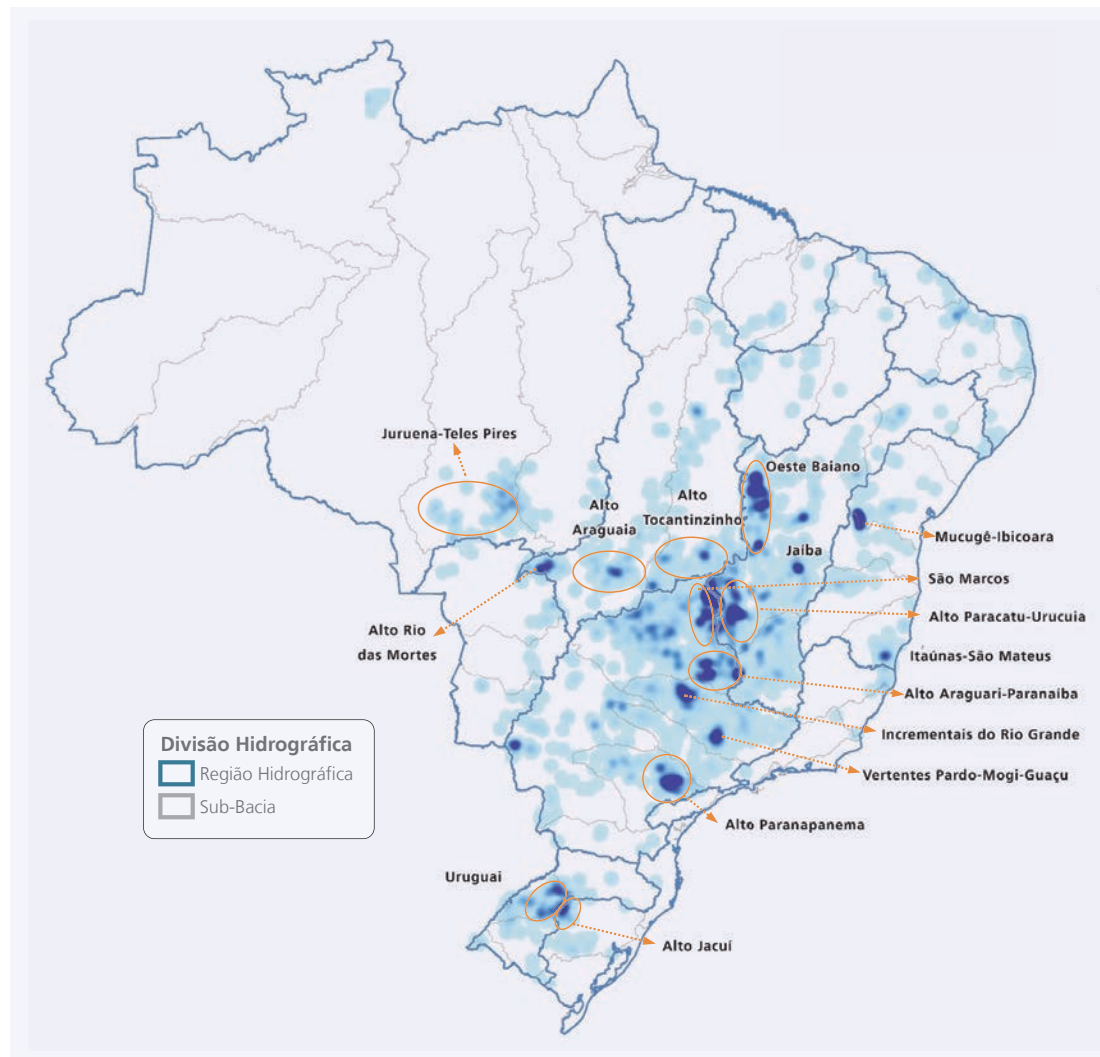 Juruena-Teles Pires
Oeste Baiano
Alto
Araguaia
Alto
Tocantinzinho
Mucugê-Ibicoara
Jaíba
São Marcos
Alto Paracatu-Urucuia
Alto Rio
das Mortes
Itaúnas-São Mateus
Alto Araguari-Paranaíba
Incrementais do Rio Grande
Vertentes Pardo-Mogi-Guaçu
Divisão Hidrográfica
Região Hidrográfica
Sub-Bacia
Alto Paranapanema
Uruguai
Alto Jacuí